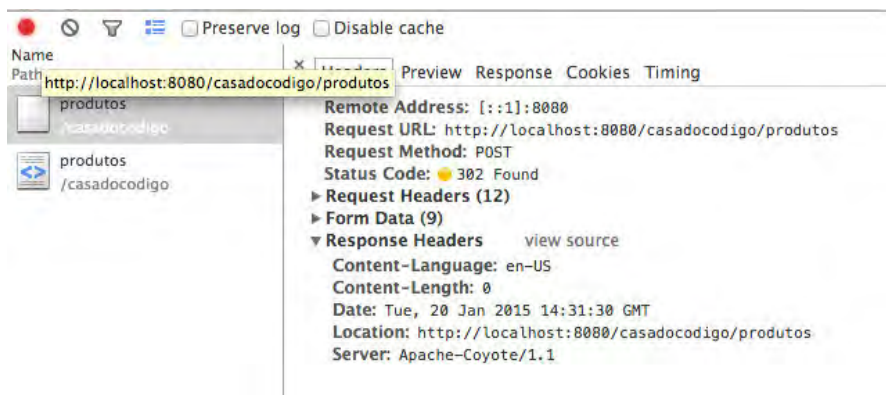 Preserve log Disable cache
Name
Path
http://localhost:8080/casadocodigo/produtos
produtos
/casadocodigo
produtos
/casadocodigo
× Headers Preview Response Cookies Timing
Remote Address: [::1]:8080
Request URL: http://localhost:8080/casadocodigo/produtos
Request Method: POST
Status Code: 302 Found
Request Headers (12)
Form Data (9)
Response Headers view source
Content-Language: en-US
Content-Length: 0
Date: Tue, 20 Jan 2015 14:31:30 GMT
Location: http://localhost:8080/casadocodigo/produtos
Server: Apache-Coyote/1.1